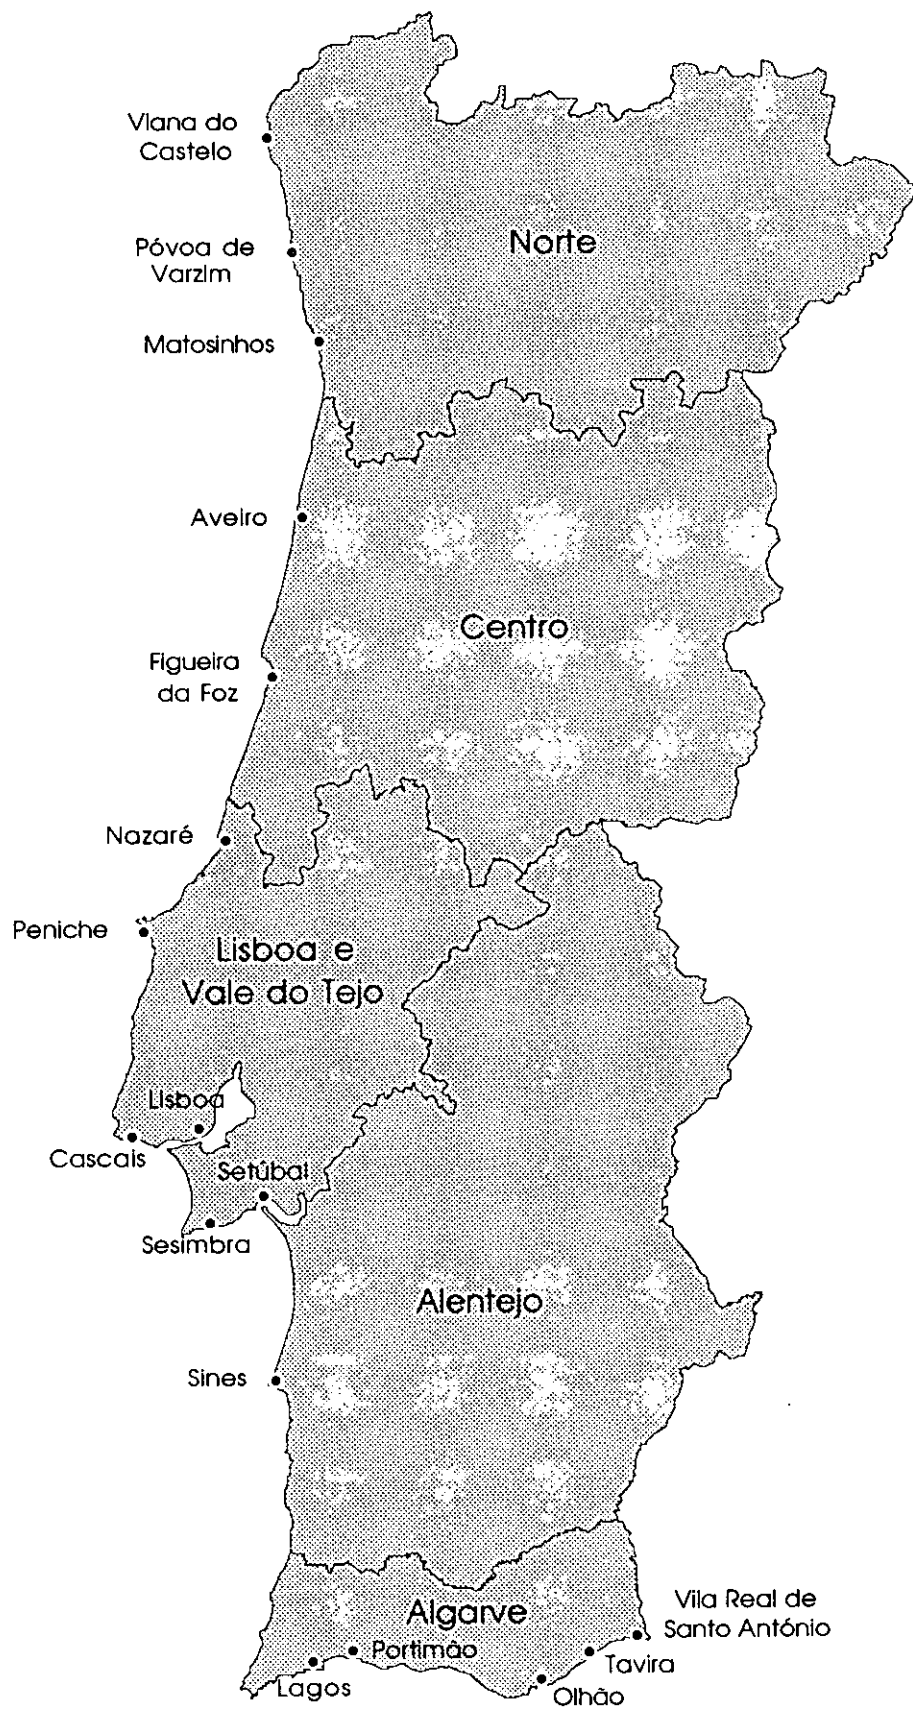 Viana do
Castelo
Norte
Póvoa de
Varzim
Matosinhos
Aveiro
Centro
Figueira
da Foz
Nazaré
Peniche
Lisboa e
Vale do Tejo
Lisboa
Cascais
Setúbal
Sesimbra
Alentejo
Sines
Algarve
Vila Real de
Santo António
Portimão
Tavira
Lagos
Olhão